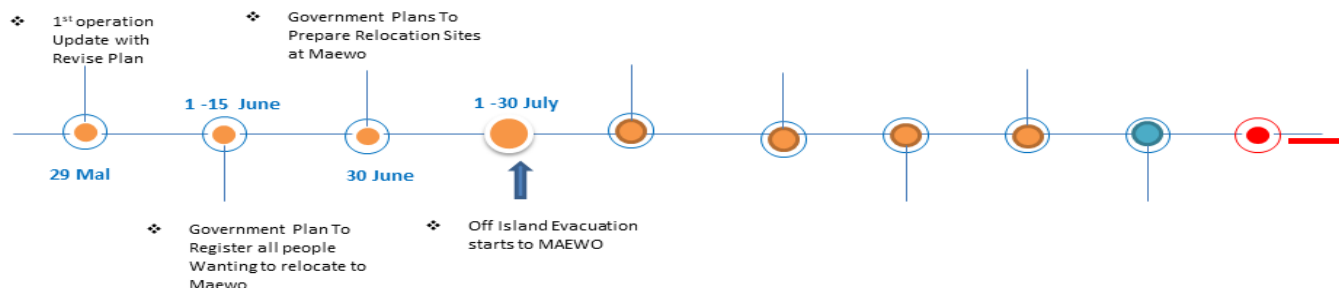 ❖ 1st operation
Update with
Revise Plan
❖ Government Plans To
Prepare Relocation Sites
at Maewo
1 -15 June
1 -30 July
29 Mal
30 June
❖ Government Plan To
Register all people
Wanting to relocate to
Maewo
❖ Off Island Evacuation
starts to MAEWO